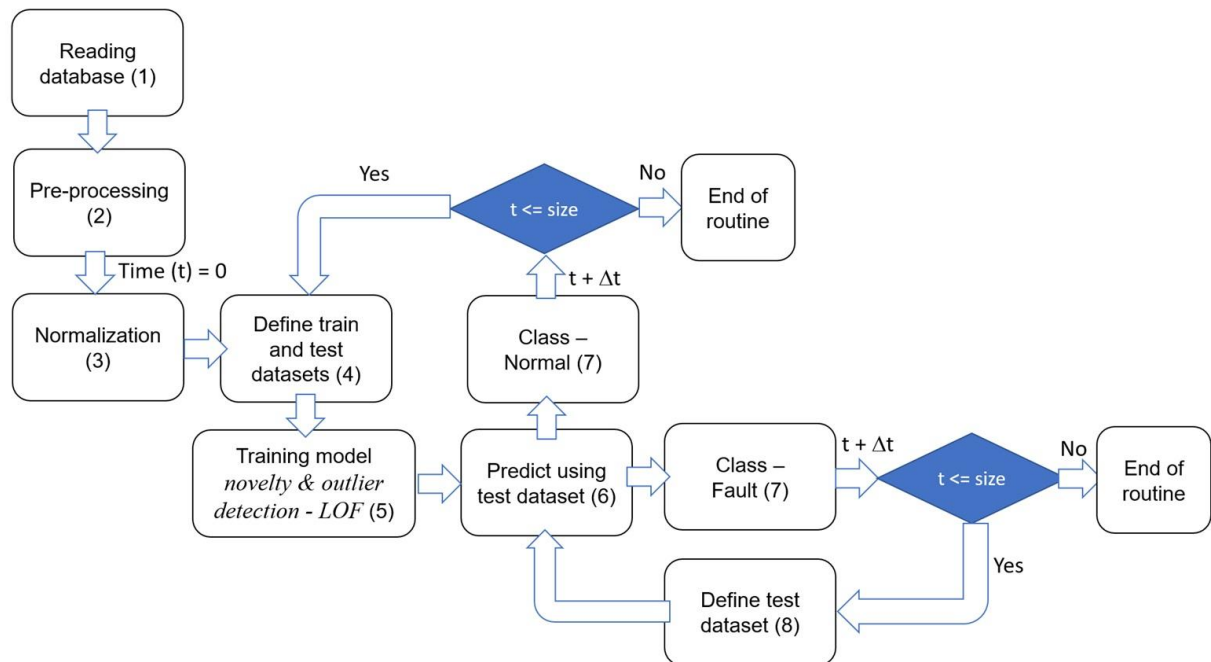 Reading
database (1)
Pre-processing
(2)
Time (t) = 0
Normalization
(3)
Define train
and test
datasets (4)
Training model
novelty & outlier
detection - LOF (5)
Predict using
test dataset (6)
Class –
Normal (7)
t + Δt
t <= size
Yes
No
End of
routine
Class –
Fault (7)
t + Δt
t <= size
No
End of
routine
Yes
Define test
dataset (8)